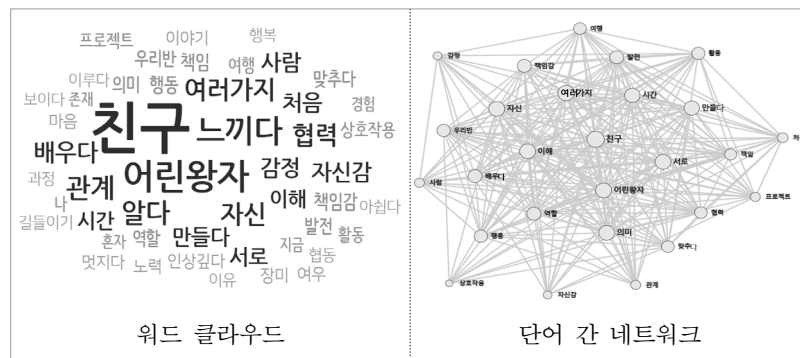 프로젝트 이야기 행복
우리반 책임 여행 사람
이루다 의미 행동 여러가지 맞추다
보이다 존재 처음 경험
마음 친구 느끼다 협력 상호작용
배우다 어린왕자 감정 자신감
과정 관계 이해 책임감 아쉽다
나 알다 자신
길들이기 시간 발전 활동
혼자 역할 만들다 지금
멋지다 노력 인상깊다 서로 협동
이유 장미 여우
워드 클라우드
여행
감정 발전 활동
책임감
여러가지 시간
자신 만들다
우리반 친구
이해 서로 책임
배우다
사람 어린왕자
프로젝트
역할 협력
행동 의미
맞추다
상호작용 관계
자신감
단어 간 네트워크